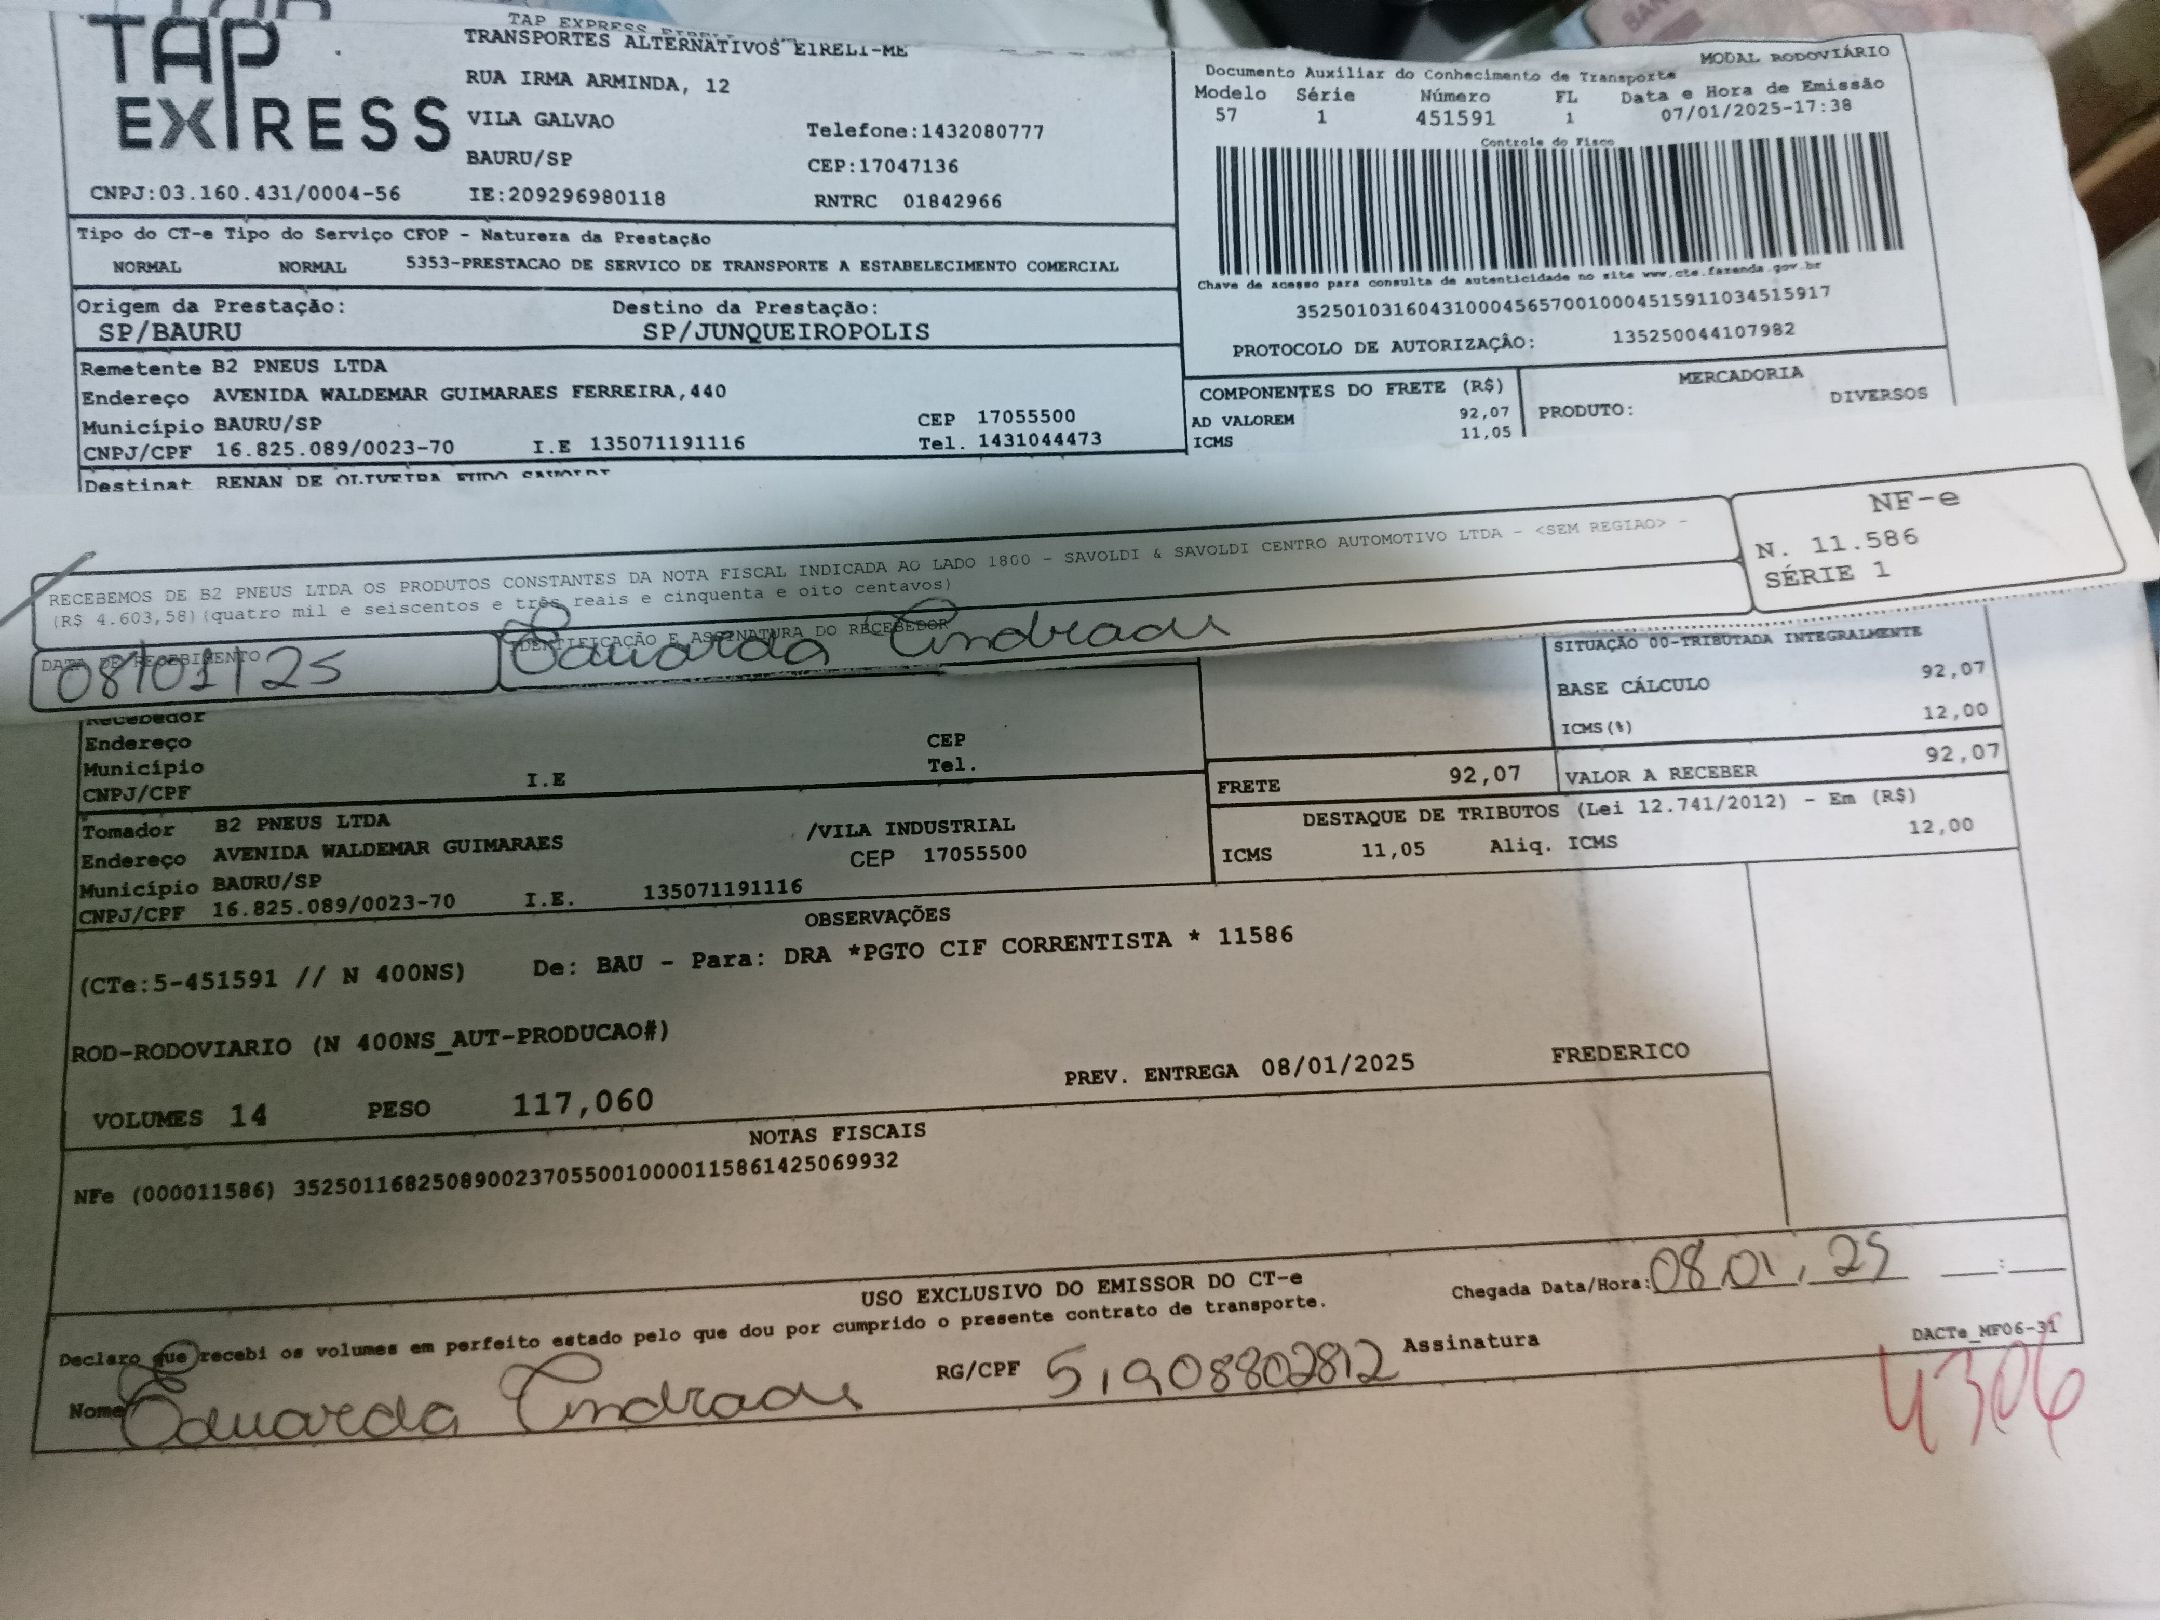 TAP EXPRESS
TAP EXPRESS EIRELI
TRANSPORTES ALTERNATIVOS EIRELI-ME
RUA IRMA ARMINDA, 12
VILA GALVAO
Telefone:1432080777
BAURU/SP
CEP:17047136
CNPJ:03.160.431/0004-56
IE:209296980118
RNTRC 01842966
MODAL RODOVIÁRIO
Documento Auxiliar do Conhecimento de Transporte
Modelo Série Número FL Data e Hora de Emissão
57 1 451591 1 07/01/2025-17:38
Controle do Fisco
Chave de acesso para consulta de autenticidade no site www.cte.fazenda.gov.br
35250103160431000456570010004515911034515917
PROTOCOLO DE AUTORIZAÇÃO: 135250044107982
Tipo do CT-e Tipo do Serviço CFOP - Natureza da Prestação
NORMAL NORMAL 5353-PRESTACAO DE SERVICO DE TRANSPORTE A ESTABELECIMENTO COMERCIAL
Origem da Prestação: Destino da Prestação:
SP/BAURU SP/JUNQUEIROPOLIS
Remetente B2 PNEUS LTDA
Endereço AVENIDA WALDEMAR GUIMARAES FERREIRA,440
Município BAURU/SP CEP 17055500
CNPJ/CPF 16.825.089/0023-70 I.E 135071191116 Tel. 1431044473
COMPONENTES DO FRETE (R$)
AD VALOREM 92,07
ICMS 11,05
MERCADORIA
PRODUTO: DIVERSOS
Destinat RENAN DE OLIVEIRA
RECEBEMOS DE B2 PNEUS LTDA OS PRODUTOS CONSTANTES DA NOTA FISCAL INDICADA AO LADO 1800 - SAVOLDI & SAVOLDI CENTRO AUTOMOTIVO LTDA - <SEM REGIAO> -
(R$ 4.603,58)(quatro mil e seiscentos e três reais e cinquenta e oito centavos)
NF-e
N. 11.586
SÉRIE 1
DATA DE RECEBIMENTO
08/01/25
IDENTIFICAÇÃO E ASSINATURA DO RECEBEDOR
Eduarda Andrade
SITUAÇÃO 00-TRIBUTADA INTEGRALMENTE
BASE CÁLCULO 92,07
ICMS(%) 12,00
Recebedor
Endereço CEP
Município Tel.
CNPJ/CPF I.E
FRETE 92,07 VALOR A RECEBER 92,07
DESTAQUE DE TRIBUTOS (Lei 12.741/2012) - Em (R$)
ICMS 11,05 Aliq. ICMS 12,00
Tomador B2 PNEUS LTDA
Endereço AVENIDA WALDEMAR GUIMARAES /VILA INDUSTRIAL
Município BAURU/SP CEP 17055500
CNPJ/CPF 16.825.089/0023-70 I.E. 135071191116
OBSERVAÇÕES
(CTe:5-451591 // N 400NS) De: BAU - Para: DRA *PGTO CIF CORRENTISTA * 11586
ROD-RODOVIARIO (N 400NS_AUT-PRODUCAO#)
PREV. ENTREGA 08/01/2025 FREDERICO
VOLUMES 14 PESO 117,060
NOTAS FISCAIS
NFe (000011586) 35250116825089002370550010000115861425069932
USO EXCLUSIVO DO EMISSOR DO CT-e
Declaro que recebi os volumes em perfeito estado pelo que dou por cumprido o presente contrato de transporte.
Chegada Data/Hora: 08 01, 25 :
Nome Eduarda Andrade RG/CPF 51908802812 Assinatura
DACTe_MF06-31
4306